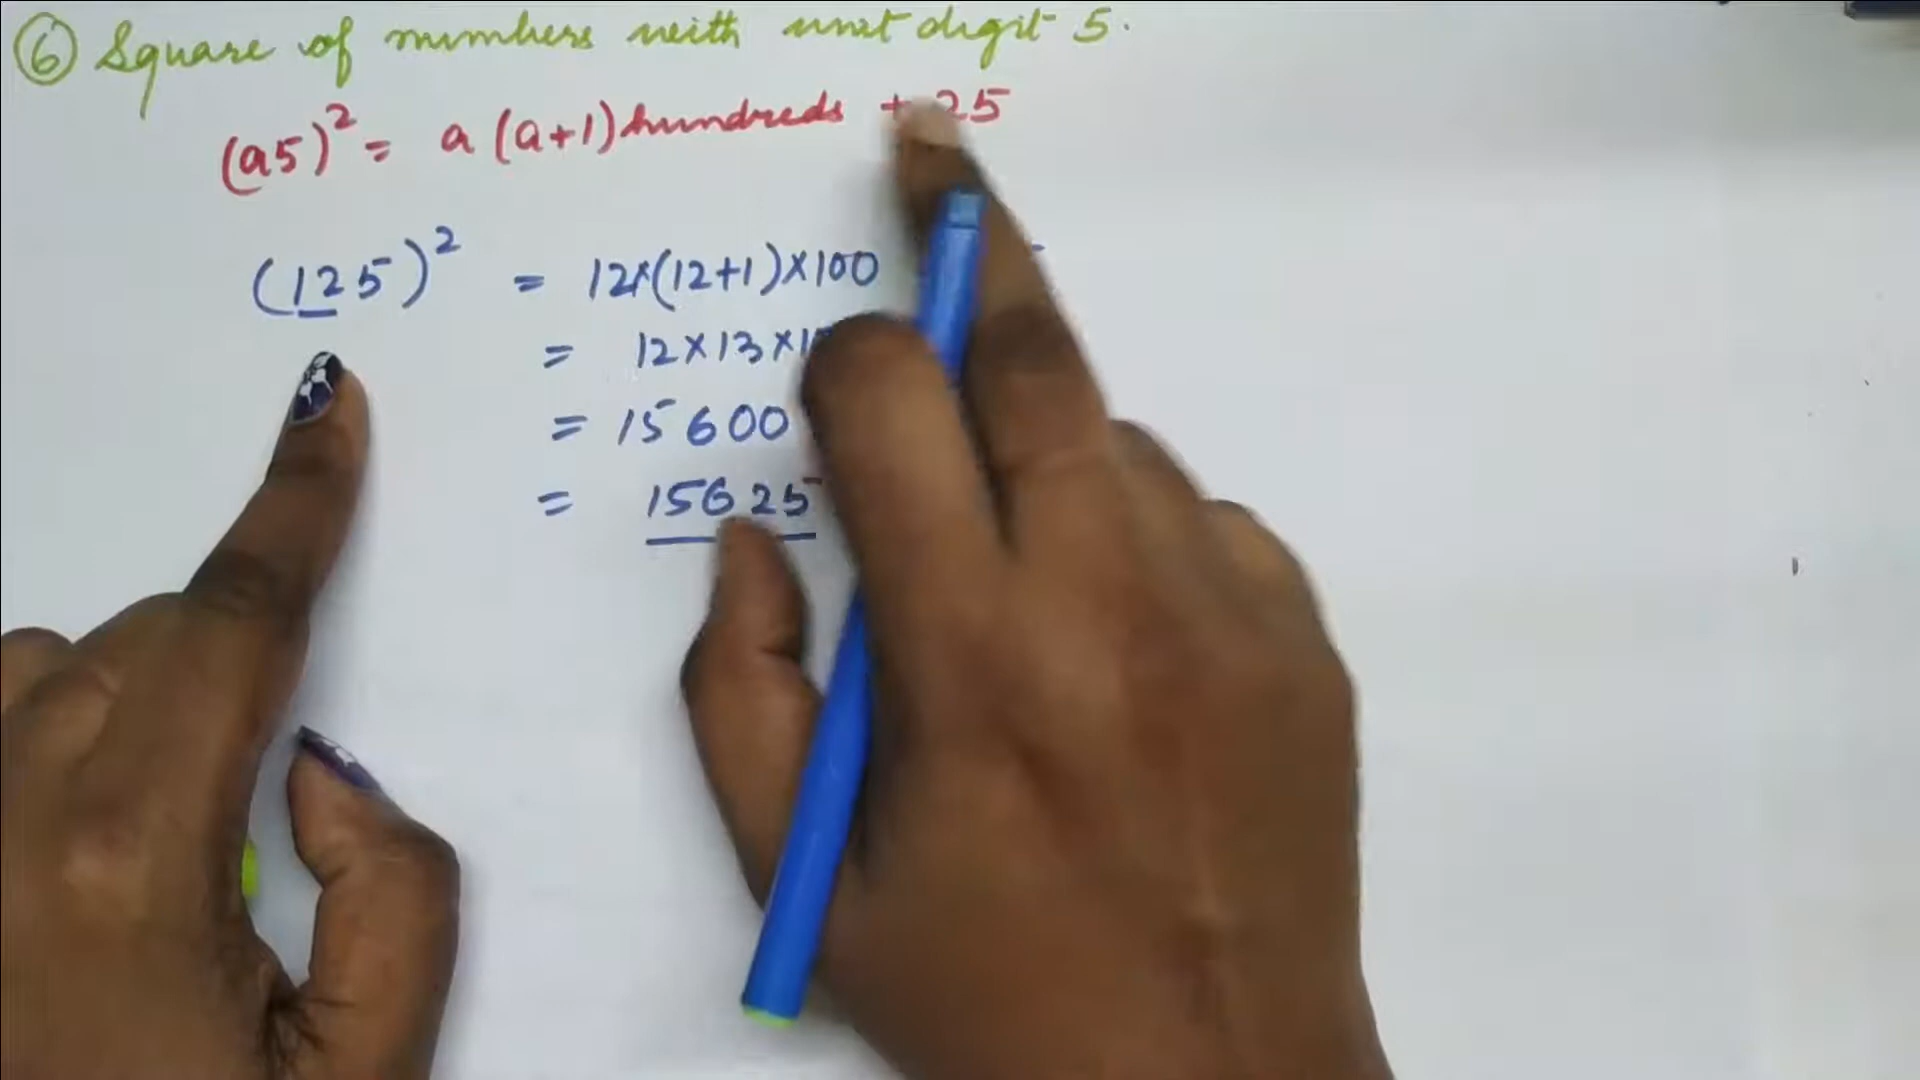 ⑥ Square of numbers with unit digit 5.
(a5)² = a (a+1) hundreds + 25
(125)² = 12×(12+1)×100
= 12×13×1
= 15600
= 15625